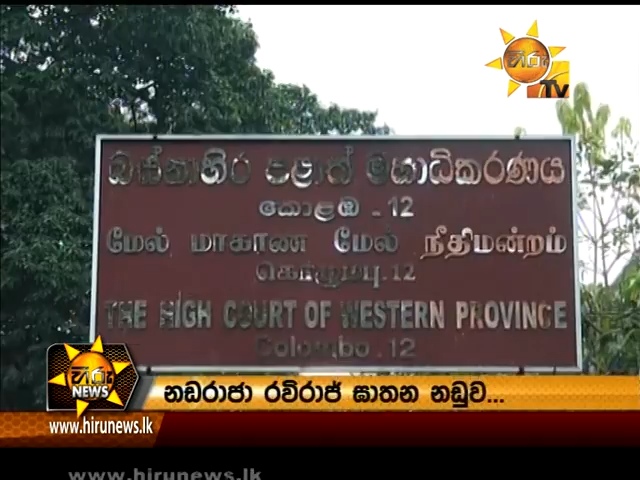 හිරු
TV
බස්නාහිර පළාත් මහාධිකරණය
කොළඹ - 12
மேல் மாகாண மேல் நீதிமன்றம்
கொழும்பு - 12
THE HIGH COURT OF WESTERN PROVINCE
Colombo - 12
හිරු
NEWS
නඩරාජා රවිරාජ් ඝාතන නඩුව...
www.hirunews.lk
www.hirunews.lk